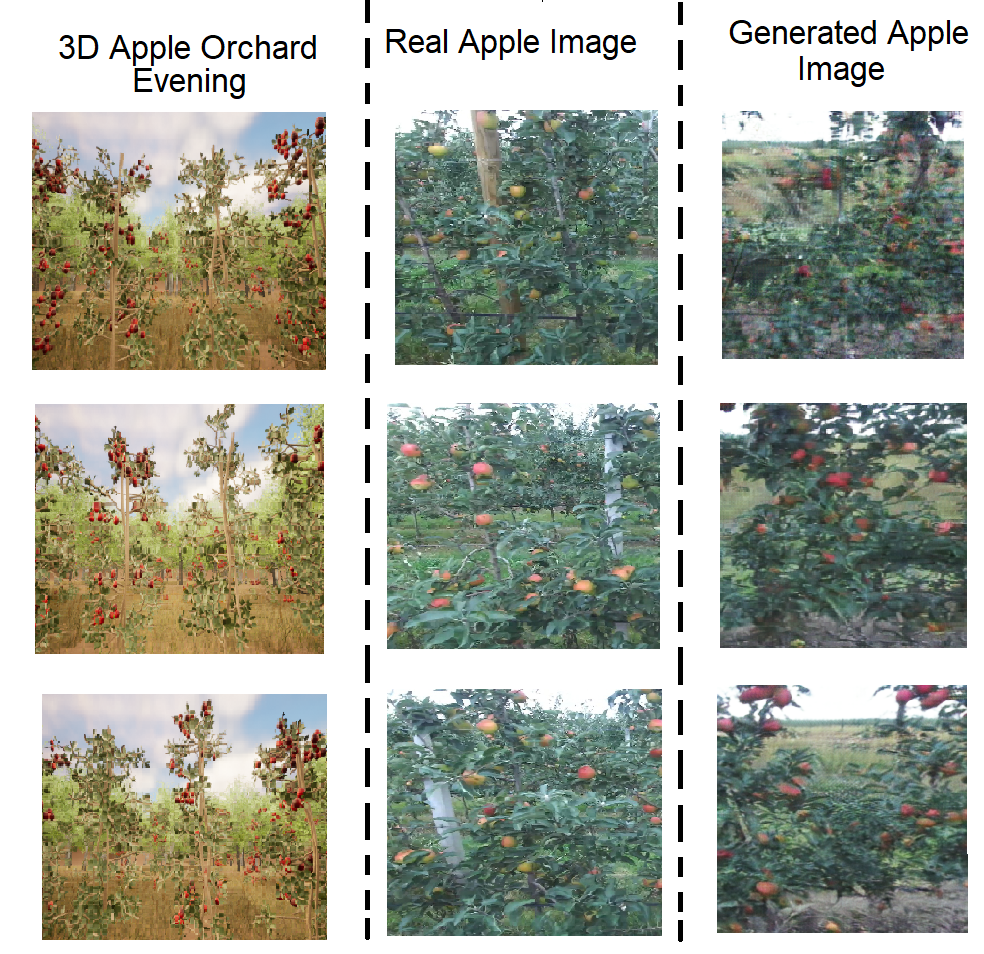 3D Apple Orchard
Evening
Real Apple Image
Generated Apple
Image